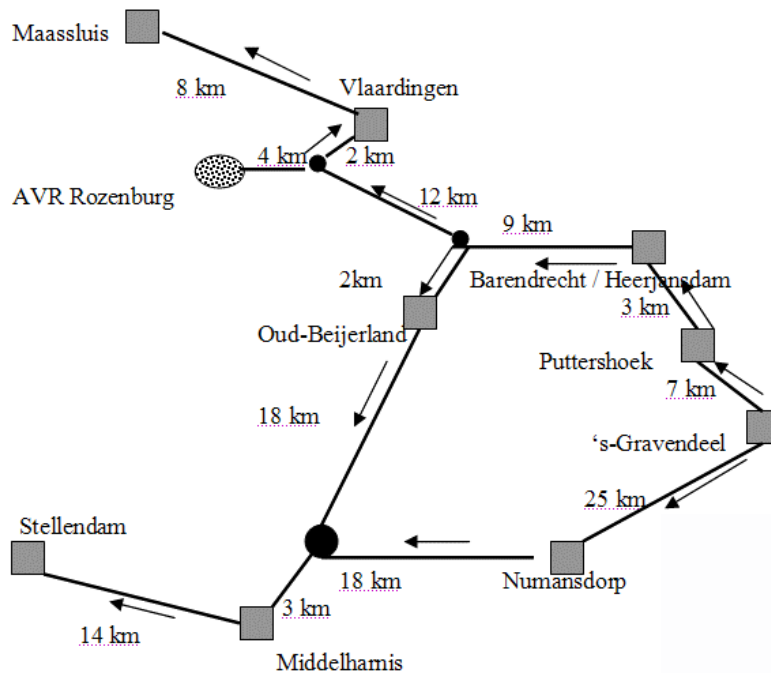 Maassluis
8 km
Vlaardingen
4 km
2 km
AVR Rozenburg
12 km
9 km
2km
Barendrecht / Heerjansdam
3 km
Oud-Beijerland
Puttershoek
7 km
18 km
‘s-Gravendeel
25 km
Stellendam
18 km
Numansdorp
3 km
14 km
Middelharnis